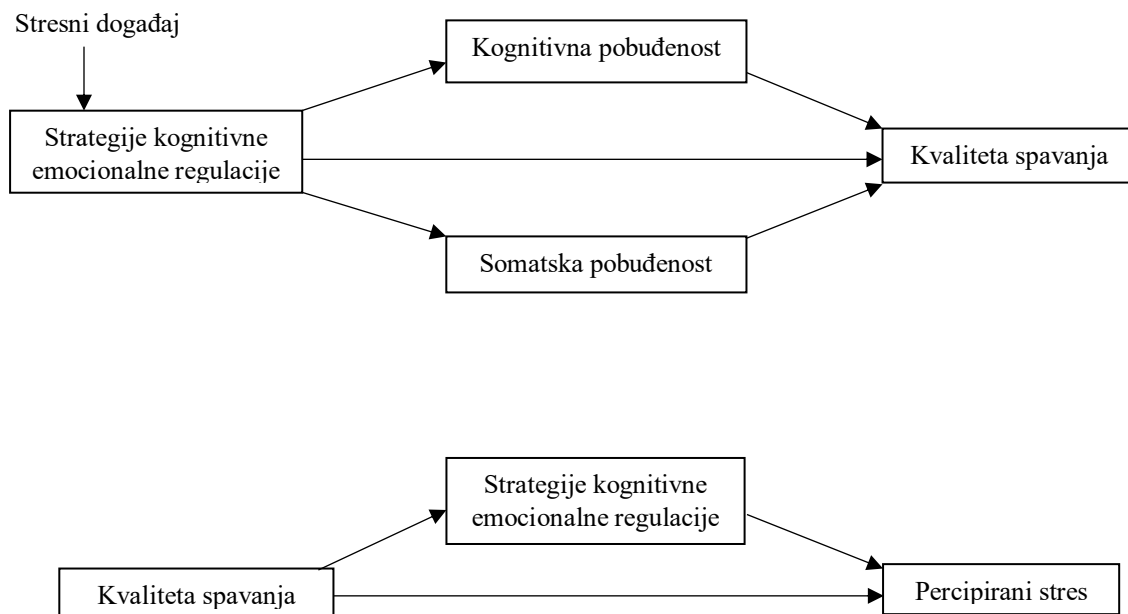 Stresni događaj
Kognitivna pobuđenost
Strategije kognitivne
emocionalne regulacije
Kvaliteta spavanja
Somatska pobuđenost
Strategije kognitivne
emocionalne regulacije
Kvaliteta spavanja
Percipirani stres